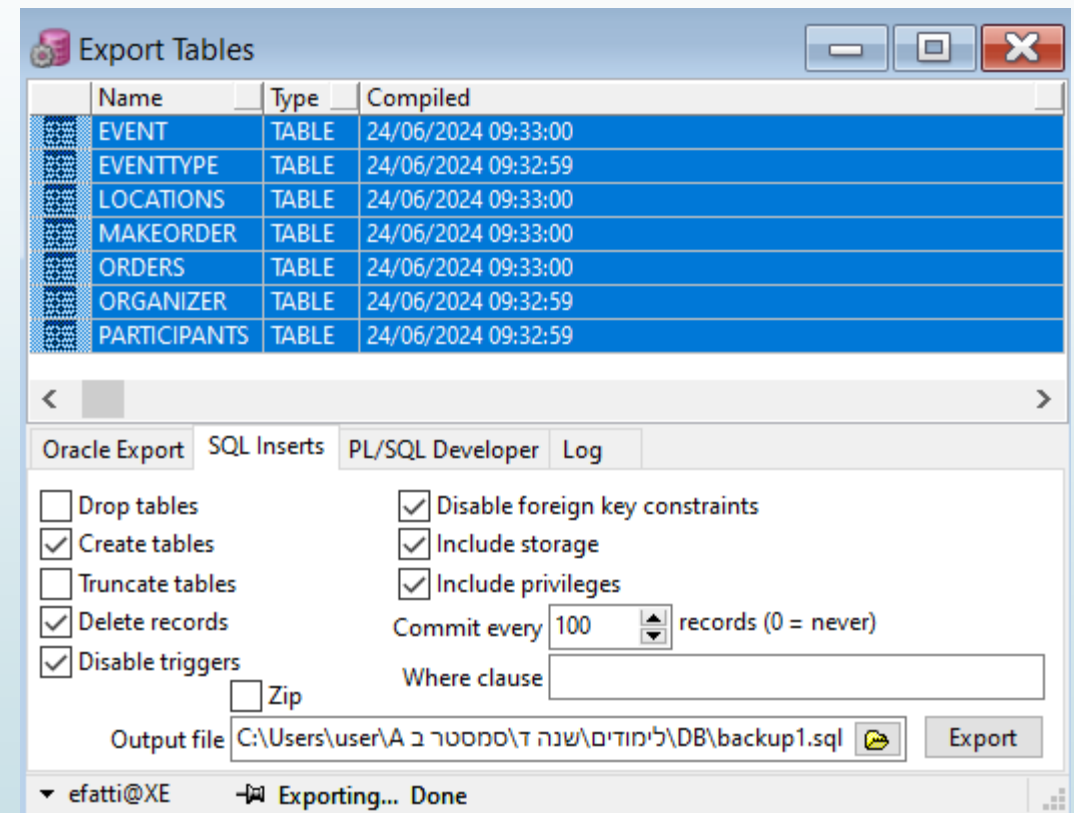 Export Tables
Name Type Compiled
EVENT TABLE 24/06/2024 09:33:00
EVENTTYPE TABLE 24/06/2024 09:32:59
LOCATIONS TABLE 24/06/2024 09:33:00
MAKEORDER TABLE 24/06/2024 09:33:00
ORDERS TABLE 24/06/2024 09:33:00
ORGANIZER TABLE 24/06/2024 09:32:59
PARTICIPANTS TABLE 24/06/2024 09:32:59
Oracle Export SQL Inserts PL/SQL Developer Log
Drop tables Disable foreign key constraints
Create tables Include storage
Truncate tables Include privileges
Delete records Commit every 100 records (0 = never)
Disable triggers Where clause
Zip
Output file C:\Users\user\A לימודים\שנה ד\סמסטר ב\DB\backup1.sql Export
efatti@XE Exporting... Done